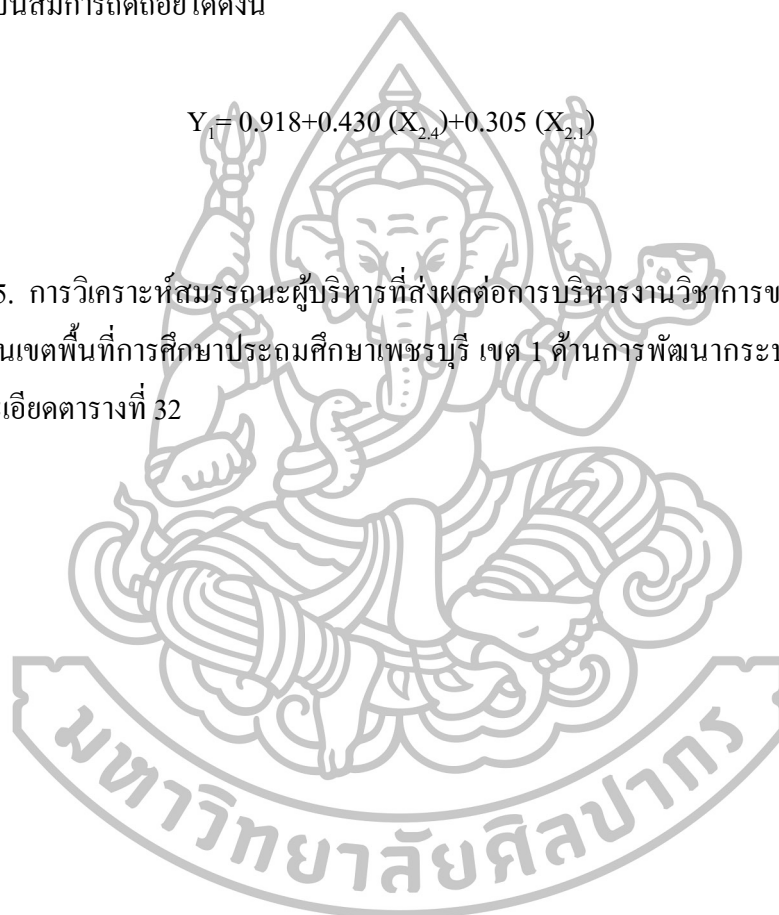 Y₁= 0.918+0.430 (X₂.₄)+0.305 (X₂.₁)
5. การวิเคราะห์สมรรถนะผู้บริหารที่ส่งผลต่อการบริหารงานวิชาการข
นเขตพื้นที่การศึกษาประถมศึกษาเพชรบุรี เขต 1 ด้านการพัฒนากระบ
เอียดตารางที่ 32
มหาวิทยาลัยศิลปากร